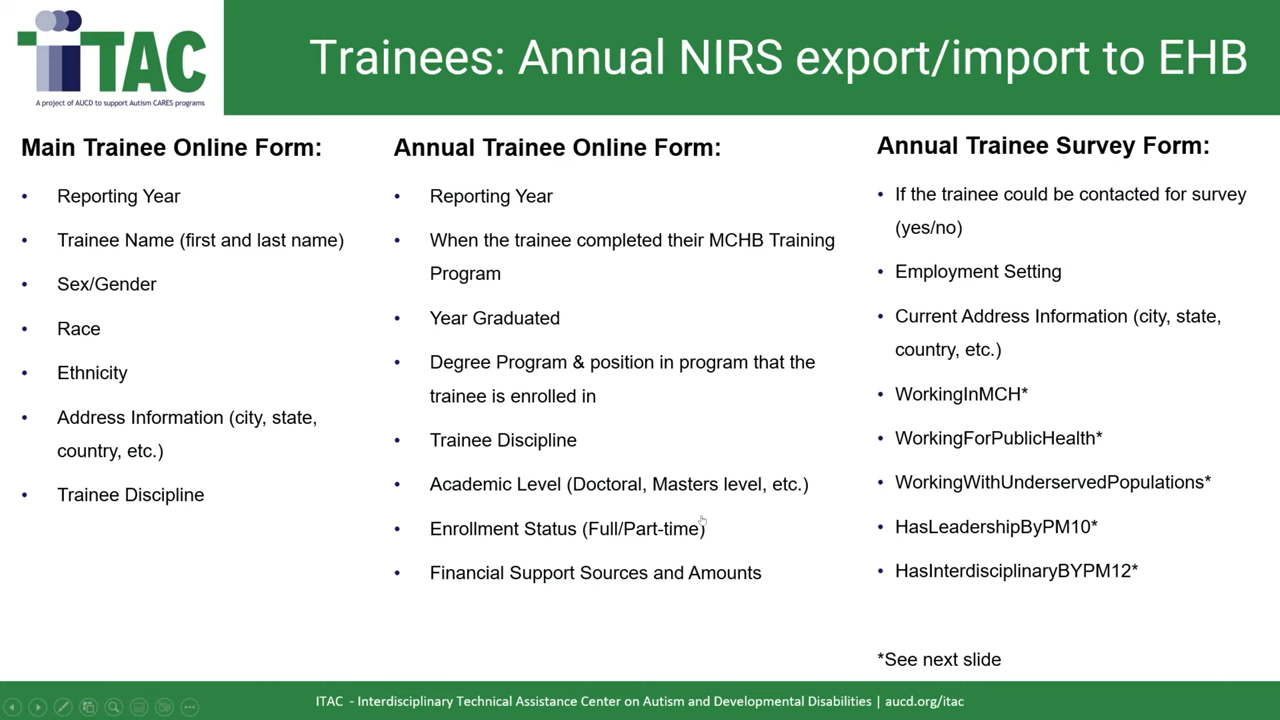 iTAC
A project of AUCD to support Autism CARES programs
Trainees: Annual NIRS export/import to EHB
Main Trainee Online Form:
• Reporting Year
• Trainee Name (first and last name)
• Sex/Gender
• Race
• Ethnicity
• Address Information (city, state,
country, etc.)
• Trainee Discipline
Annual Trainee Online Form:
• Reporting Year
• When the trainee completed their MCHB Training
Program
• Year Graduated
• Degree Program & position in program that the
trainee is enrolled in
• Trainee Discipline
• Academic Level (Doctoral, Masters level, etc.)
• Enrollment Status (Full/Part-time)
• Financial Support Sources and Amounts
Annual Trainee Survey Form:
• If the trainee could be contacted for survey
(yes/no)
• Employment Setting
• Current Address Information (city, state,
country, etc.)
• WorkingInMCH*
• WorkingForPublicHealth*
• WorkingWithUnderservedPopulations*
• HasLeadershipByPM10*
• HasInterdisciplinaryBYPM12*
*See next slide
ITAC - Interdisciplinary Technical Assistance Center on Autism and Developmental Disabilities | aucd.org/itac